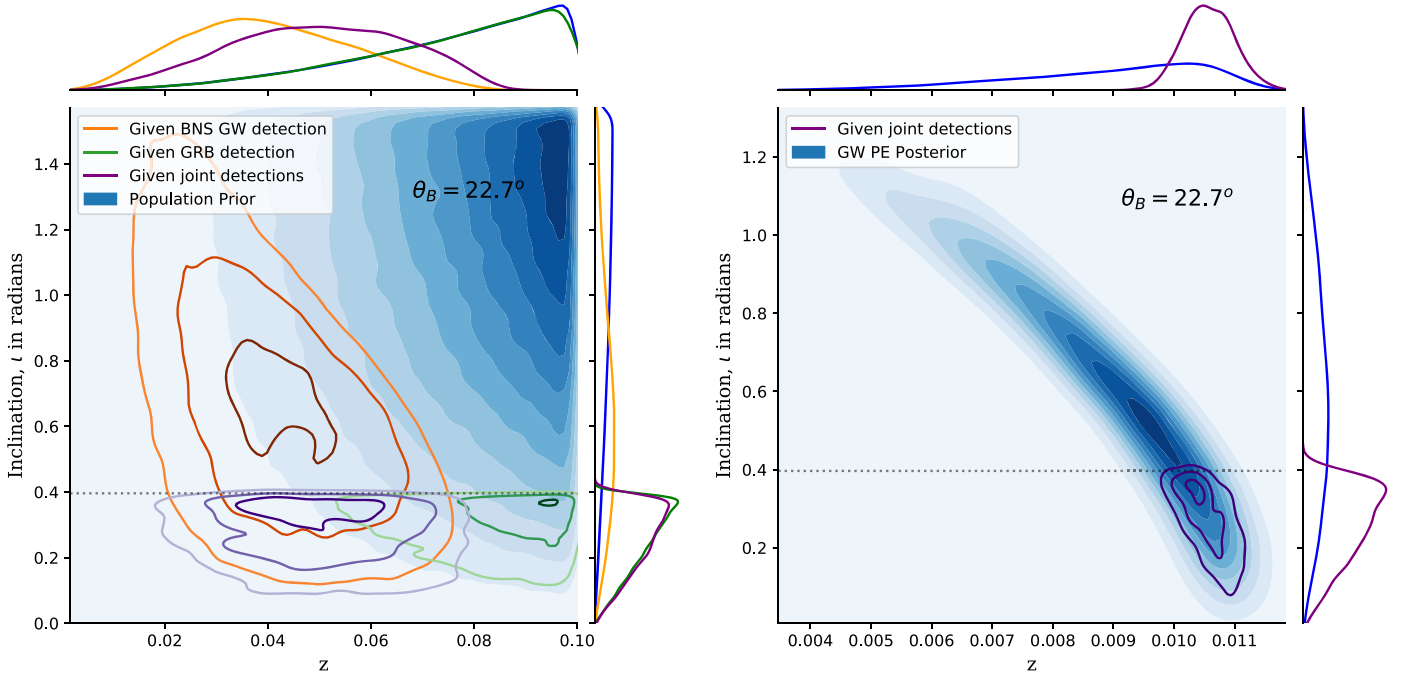 Given BNS GW detection
Given GRB detection
Given joint detections
Population Prior
θ_B = 22.7°
1.4
1.2
1.0
0.8
0.6
0.4
0.2
0.0
Inclination, ι in radians
0.02
0.04
0.06
0.08
0.10
z
Given joint detections
GW PE Posterior
θ_B = 22.7°
1.2
1.0
0.8
0.6
0.4
0.2
Inclination, ι in radians
0.004
0.005
0.006
0.007
0.008
0.009
0.010
0.011
z